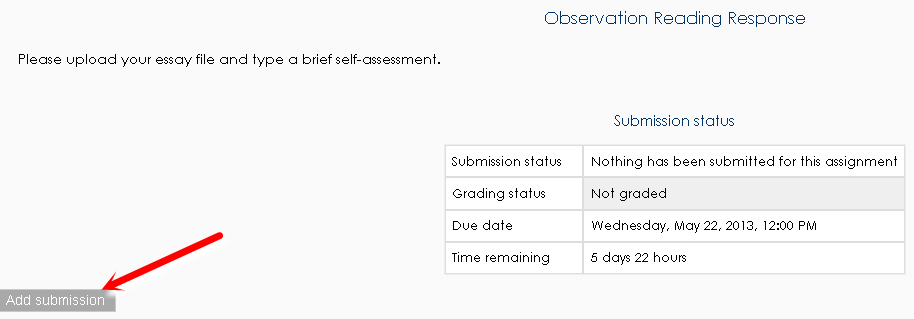 Observation Reading Response
Please upload your essay file and type a brief self-assessment.
Submission status
Submission status Nothing has been submitted for this assignment
Grading status Not graded
Due date Wednesday, May 22, 2013, 12:00 PM
Time remaining 5 days 22 hours
Add submission